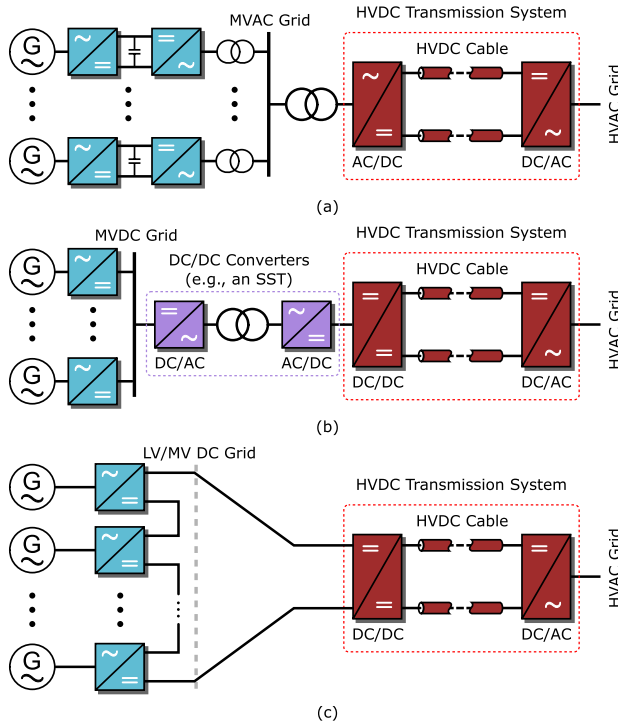 MVAC Grid
HVDC Transmission System
HVDC Cable
G
G
AC/DC
DC/AC
HVAC Grid
(a)
MVDC Grid
DC/DC Converters
(e.g., an SST)
HVDC Transmission System
HVDC Cable
G
G
DC/AC
AC/DC
DC/DC
DC/AC
HVAC Grid
(b)
LV/MV DC Grid
HVDC Transmission System
HVDC Cable
G
G
G
DC/DC
DC/AC
HVAC Grid
(c)